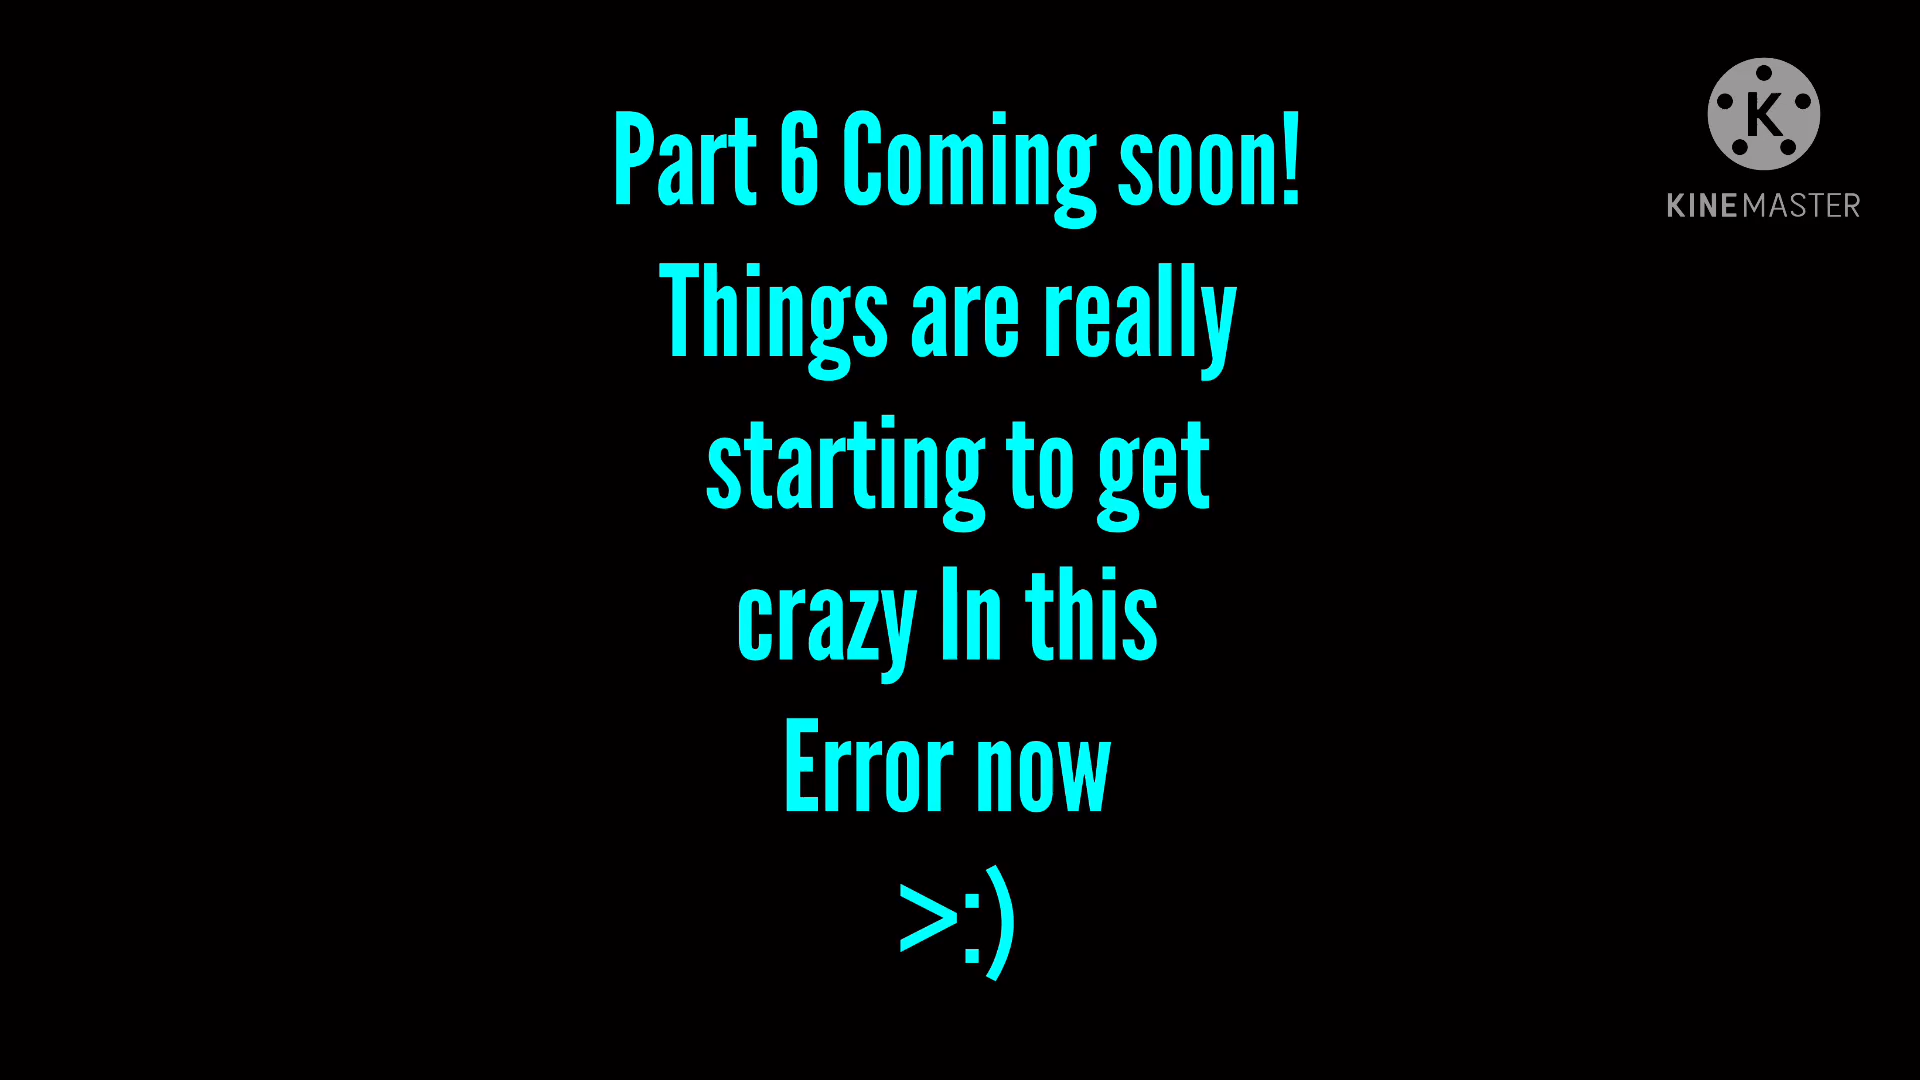 Part 6 Coming soon!
Things are really
starting to get
crazy In this
Error now
>:)
K
KINEMASTER